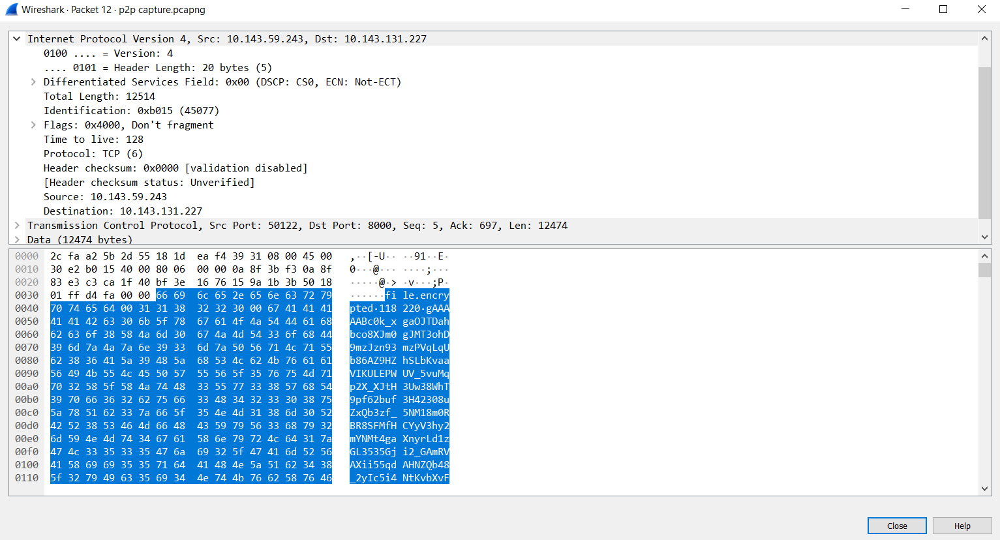 Wireshark · Packet 12 · p2p capture.pcapng
Internet Protocol Version 4, Src: 10.143.59.243, Dst: 10.143.131.227
0100 .... = Version: 4
.... 0101 = Header Length: 20 bytes (5)
Differentiated Services Field: 0x00 (DSCP: CS0, ECN: Not-ECT)
Total Length: 12514
Identification: 0xb015 (45077)
Flags: 0x4000, Don't fragment
Time to live: 128
Protocol: TCP (6)
Header checksum: 0x0000 [validation disabled]
[Header checksum status: Unverified]
Source: 10.143.59.243
Destination: 10.143.131.227
Transmission Control Protocol, Src Port: 50122, Dst Port: 8000, Seq: 5, Ack: 697, Len: 12474
Data (12474 bytes)
0000 2c fa a2 5b 2d 55 18 1d ea f4 39 31 08 00 45 00 ,··[-U·· ··91··E·
0010 30 e2 b0 15 40 00 80 06 00 00 0a 8f 3b f3 0a 8f 0···@··· ····;···
0020 83 e3 c3 ca 1f 40 bf 3e 16 76 15 9a 1b 3b 50 18 ·····@·> ·v···;P·
0030 01 ff d4 fa 00 00 66 69 6c 65 2e 65 6e 63 72 79 ······fi le.encry
0040 70 74 65 64 00 31 31 38 32 32 30 00 67 41 41 41 pted·118 220·gAAA
0050 41 41 42 63 30 6b 5f 78 67 61 4f 4a 54 44 61 68 AABc0k_x gaOJTDah
0060 62 63 6f 38 58 4a 6d 30 67 4a 4d 54 33 6f 68 44 bco8XJm0 gJMT3ohD
0070 39 6d 7a 4a 7a 6e 39 33 6d 7a 50 56 71 4c 71 55 9mzJzn93 mzPVqLqU
0080 62 38 36 41 5a 39 48 5a 68 53 4c 62 4b 76 61 61 b86AZ9HZ hSLbKvaa
0090 56 49 4b 55 4c 45 50 57 55 56 5f 35 76 75 4d 71 VIKULEPW UV_5vuMq
00a0 70 32 58 5f 58 4a 74 48 33 55 77 33 38 57 68 54 p2X_XJtH 3Uw38WhT
00b0 39 70 66 36 32 62 75 66 33 48 34 32 33 30 38 75 9pf62buf 3H42308u
00c0 5a 78 51 62 33 7a 66 5f 35 4e 4d 31 38 6d 30 52 ZxQb3zf_ 5NM18m0R
00d0 42 52 38 53 46 4d 66 48 43 59 79 56 33 68 79 32 BR8SFMfH CYyV3hy2
00e0 6d 59 4e 4d 74 34 67 61 58 6e 79 72 4c 64 31 7a mYNMt4ga XnyrLd1z
00f0 47 4c 33 35 33 35 47 6a 69 32 5f 47 41 6d 52 56 GL3535Gj i2_GAmRV
0100 41 58 69 69 35 35 71 64 41 48 4e 5a 51 62 34 38 AXii55qd AHNZQb48
0110 5f 32 79 49 63 35 69 34 4e 74 4b 76 62 58 76 46 _2yIc5i4 NtKvbXvF
Close
Help